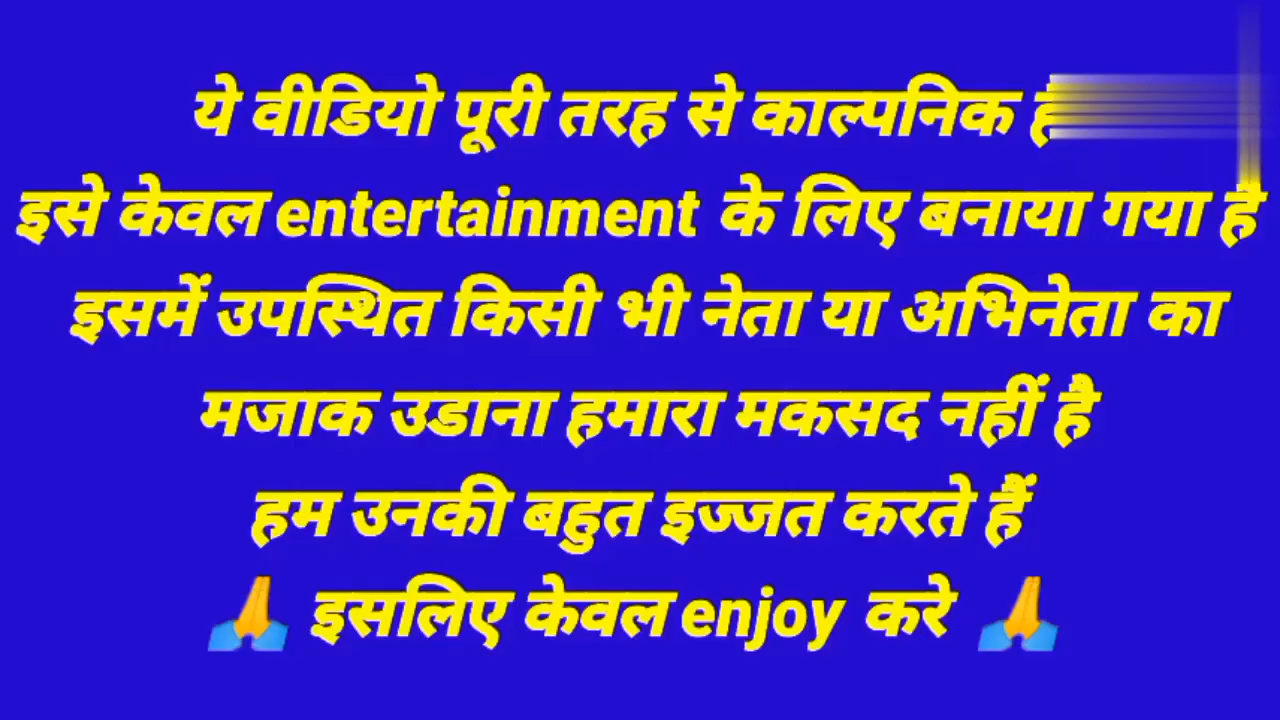 ये वीडियो पूरी तरह से काल्पनिक है
इसे केवल entertainment के लिए बनाया गया है
इसमें उपस्थित किसी भी नेता या अभिनेता का
मजाक उडाना हमारा मकसद नहीं है
हम उनकी बहुत इज्जत करते हैं
🙏 इसलिए केवल enjoy करे 🙏